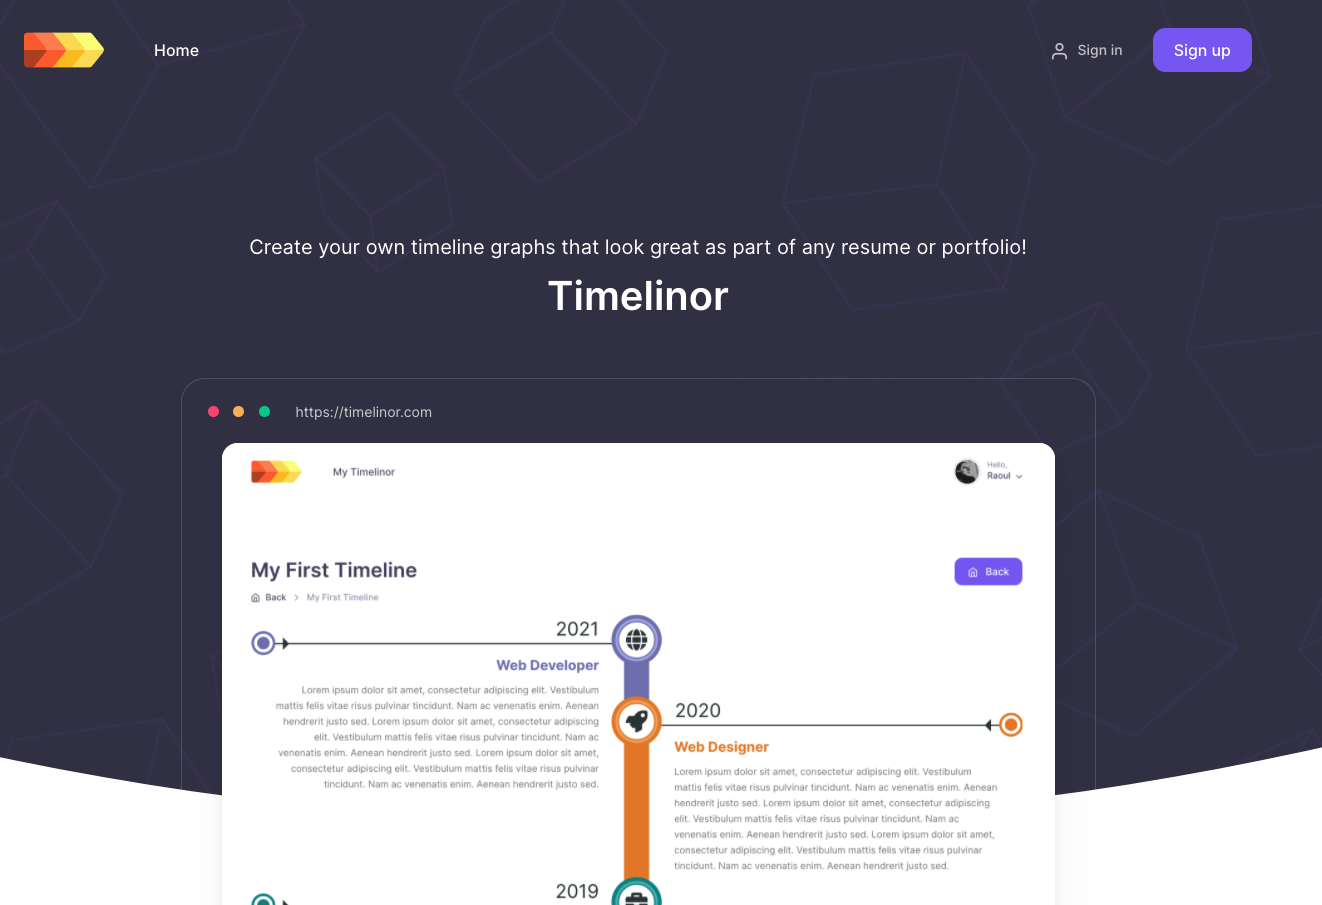 Home
Sign in
Sign up
Create your own timeline graphs that look great as part of any resume or portfolio!
Timelinor
https://timelinor.com
My Timelinor
Hello,
Raoul
My First Timeline
Back
Back
My First Timeline
2021
Web Developer
Lorem ipsum dolor sit amet, consectetur adipiscing elit. Vestibulum
mattis felis vitae risus pulvinar tincidunt. Nam ac venenatis enim. Aenean
hendrerit justo sed. Lorem ipsum dolor sit amet, consectetur adipiscing
elit. Vestibulum mattis felis vitae risus pulvinar tincidunt. Nam ac
venenatis enim. Aenean hendrerit justo sed. Lorem ipsum dolor sit amet,
consectetur adipiscing elit. Vestibulum mattis felis vitae risus pulvinar
tincidunt. Nam ac venenatis enim. Aenean hendrerit justo sed.
2020
Web Designer
Lorem ipsum dolor sit amet, consectetur adipiscing elit. Vestibulum
mattis felis vitae risus pulvinar tincidunt. Nam ac venenatis enim. Aenean
hendrerit justo sed. Lorem ipsum dolor sit amet, consectetur adipiscing
elit. Vestibulum mattis felis vitae risus pulvinar tincidunt. Nam ac
venenatis enim. Aenean hendrerit justo sed. Lorem ipsum dolor sit amet,
consectetur adipiscing elit. Vestibulum mattis felis vitae risus pulvinar
tincidunt. Nam ac venenatis enim. Aenean hendrerit justo sed.
2019